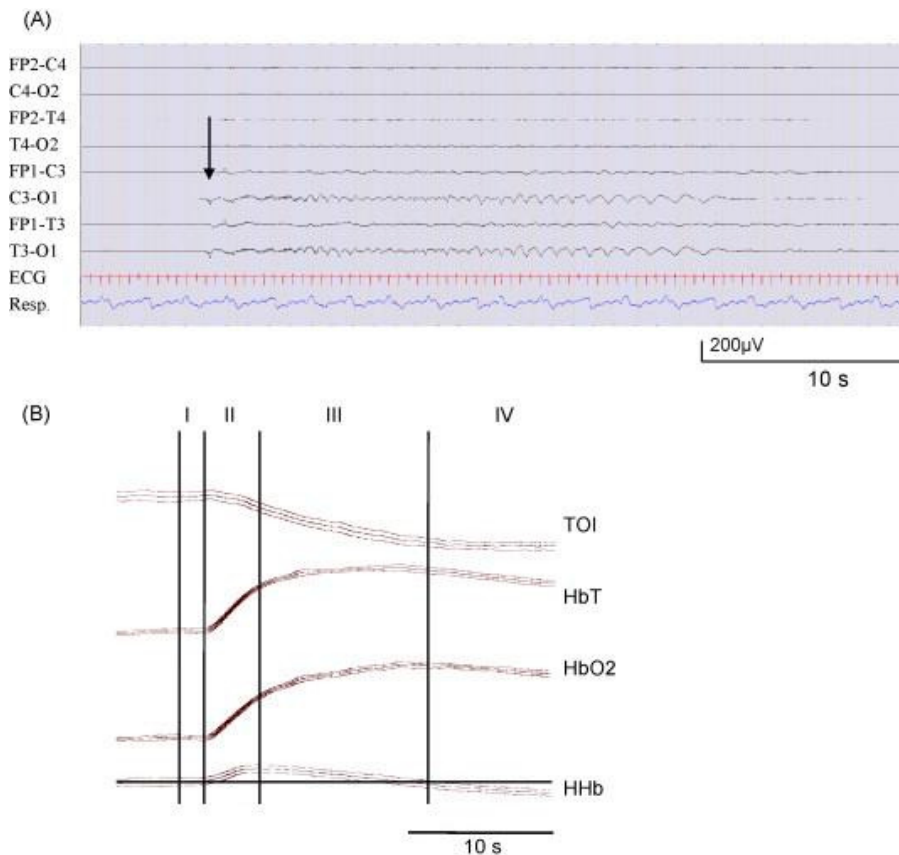 (A)
FP2-C4
C4-O2
FP2-T4
T4-O2
FP1-C3
C3-O1
FP1-T3
T3-O1
ECG
Resp.
200µV
10 s
(B)
I II III IV
TOI
HbT
HbO2
HHb
10 s